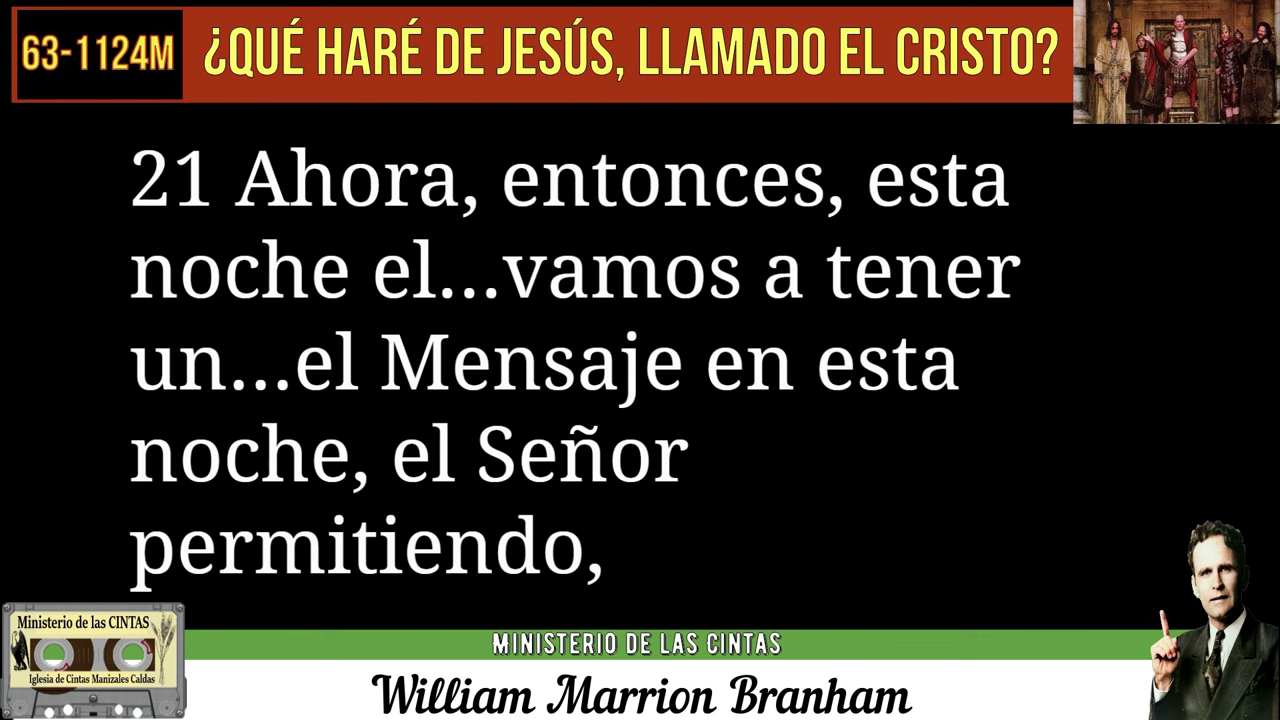 63-1124M
¿QUÉ HARÉ DE JESÚS, LLAMADO EL CRISTO?
21 Ahora, entonces, esta
noche el...vamos a tener
un...el Mensaje en esta
noche, el Señor
permitiendo,
Ministerio de las CINTAS
Iglesia de Cintas Manizales Caldas
MINISTERIO DE LAS CINTAS
William Marrion Branham